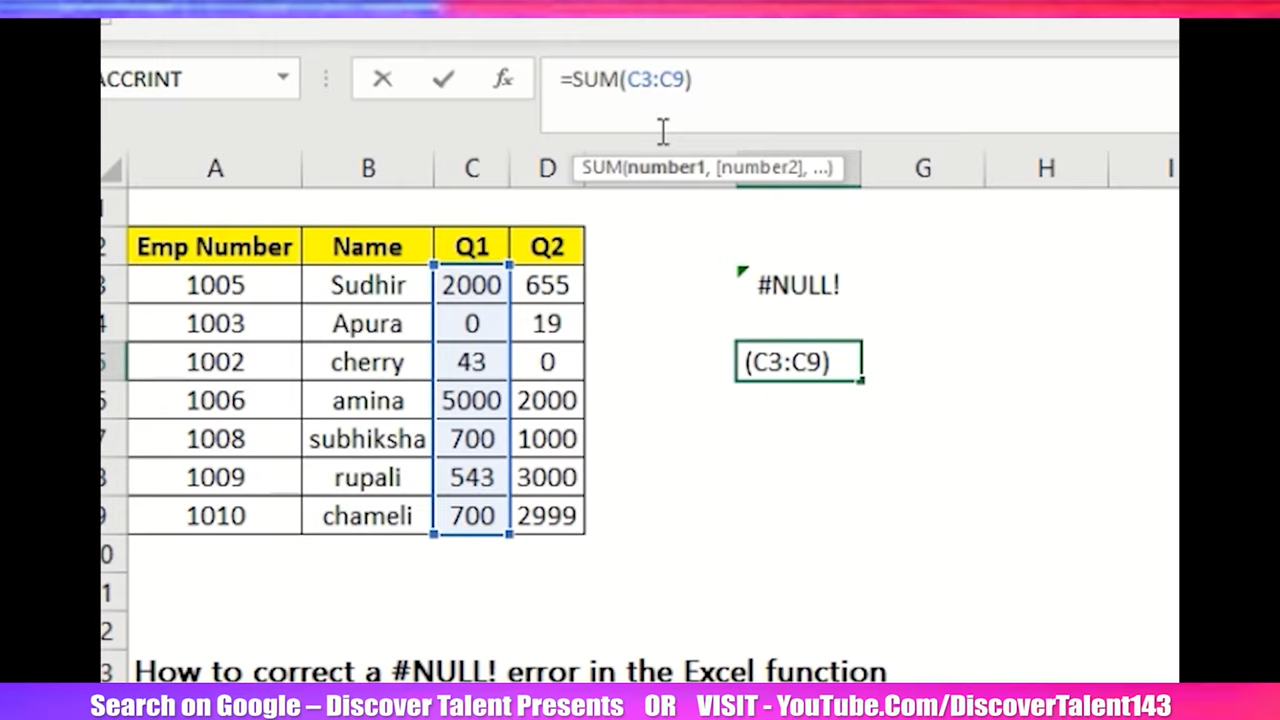 ACCRINT
fx
=SUM(C3:C9)
SUM(number1, [number2], ...)
A B C D G H I
Emp Number Name Q1 Q2
1005 Sudhir 2000 655 #NULL!
1003 Apura 0 19
1002 cherry 43 0 (C3:C9)
1006 amina 5000 2000
1008 subhiksha 700 1000
1009 rupali 543 3000
1010 chameli 700 2999
How to correct a #NULL! error in the Excel function
Search on Google – Discover Talent Presents OR VISIT - YouTube.Com/DiscoverTalent143